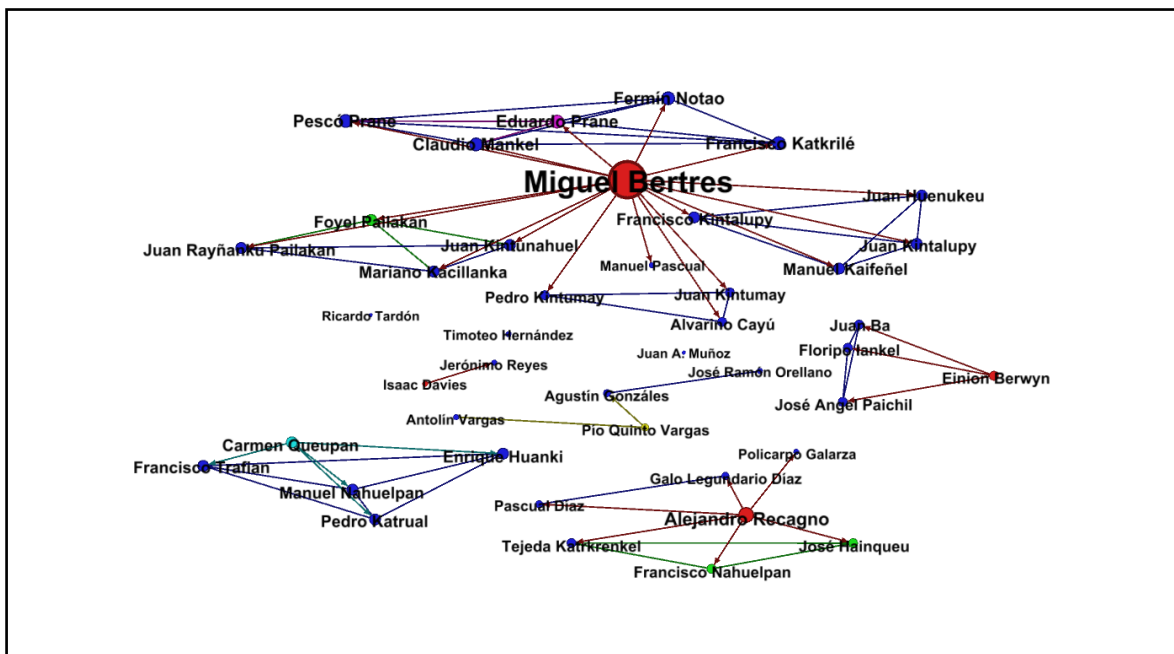 Fermín Notao
Pescó Prane
Eduardo Prane
Claudio Mankel
Francisco Katkrilé
Miguel Bertres
Juan Huenukeu
Francisco Kintalupy
Foyel Pailakan
Juan Rayñanku Pailakan
Juan Kintunahuel
Juan Kintalupy
Manuel Pascual
Mariano Kacillanka
Manuel Kaifeñel
Pedro Kintumay
Juan Kintumay
Ricardo Tardón
Alvarino Cayú
Timoteo Hernández
Juan Ba
Floripo Iankel
Juan A. Muñoz
Jerónimo Reyes
José Ramón Orellano
Isaac Davies
Einion Berwyn
Agustín Gonzáles
José Angel Paichil
Antolín Vargas
Pío Quinto Vargas
Carmen Queupan
Enrique Huanki
Policarpo Galarza
Francisco Trafian
Galo Legundario Díaz
Manuel Nahuelpan
Pascual Diaz
Pedro Katrual
Alejandro Recagno
Tejeda Katrkrenkel
José Hainqueu
Francisco Nahuelpan